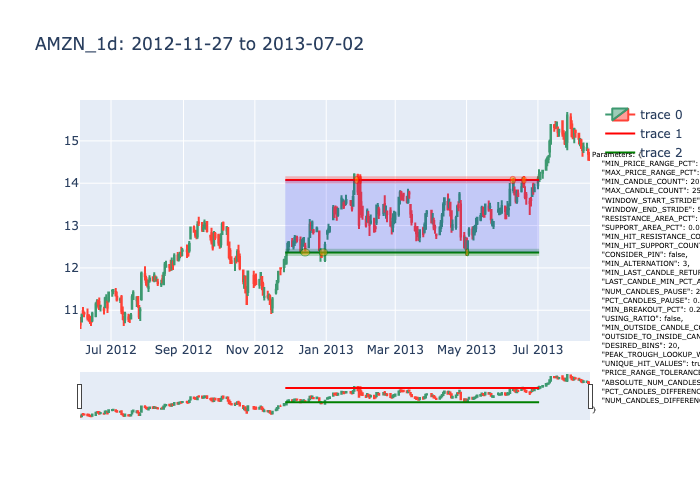 AMZN_1d: 2012-11-27 to 2013-07-02
trace 0
trace 1
trace 2
15
14
13
12
11
Jul 2012
Sep 2012
Nov 2012
Jan 2013
Mar 2013
May 2013
Jul 2013
Parameters: {
"MIN_PRICE_RANGE_PCT":
"MAX_PRICE_RANGE_PCT":
"MIN_CANDLE_COUNT": 20
"MAX_CANDLE_COUNT": 25
"WINDOW_START_STRIDE"
"WINDOW_END_STRIDE": 5
"RESISTANCE_AREA_PCT":
"SUPPORT_AREA_PCT": 0.0
"MIN_HIT_RESISTANCE_CO
"MIN_HIT_SUPPORT_COUNT
"CONSIDER_PIN": false,
"MIN_ALTERNATION": 3,
"MIN_LAST_CANDLE_RETUR
"LAST_CANDLE_MIN_PCT_A
"NUM_CANDLES_PAUSE": 2
"PCT_CANDLES_PAUSE": 0.
"MIN_BREAKOUT_PCT": 0.2
"USING_RATIO": false,
"MIN_OUTSIDE_CANDLE_CO
"OUTSIDE_TO_INSIDE_CAN
"DESIRED_BINS": 20,
"PEAK_TROUGH_LOOKUP_W
"UNIQUE_HIT_VALUES": tru
"PRICE_RANGE_TOLERANCE
"ABSOLUTE_NUM_CANDLES
"PCT_CANDLES_DIFFERENC
"NUM_CANDLES_DIFFERENC
}